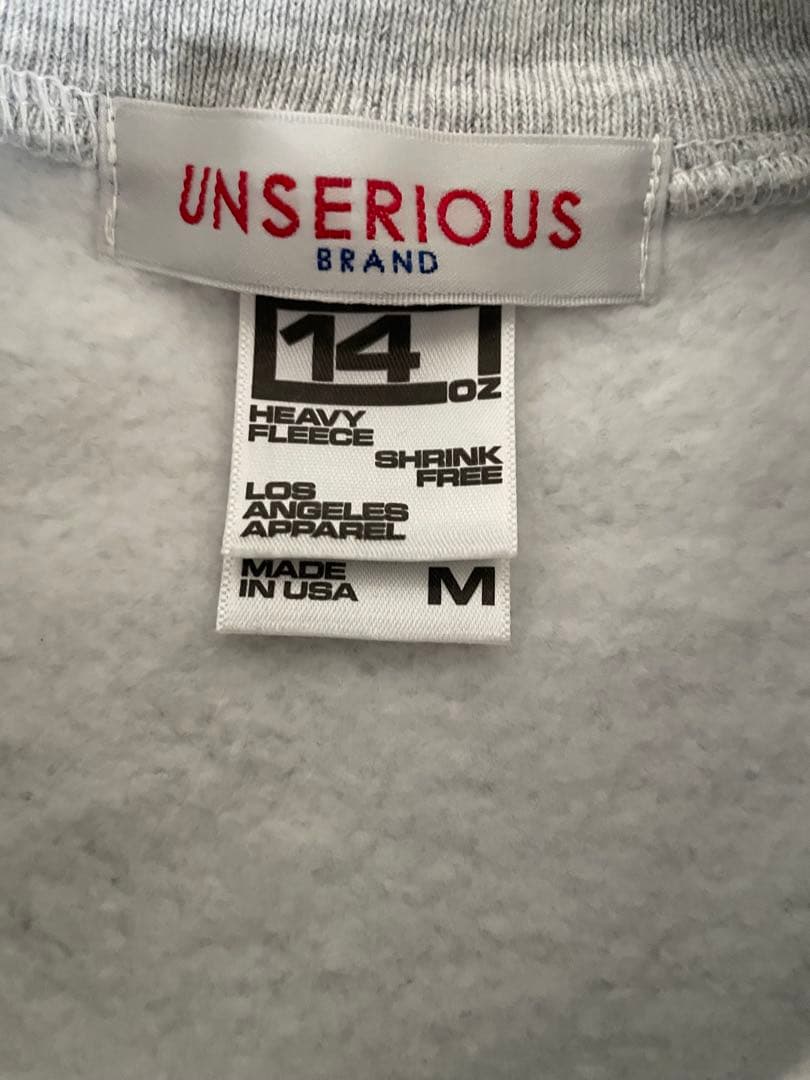 UNSERIOUS
BRAND
14
OZ
HEAVY
FLEECE
SHRINK
FREE
LOS
ANGELES
APPAREL
MADE
IN USA
M